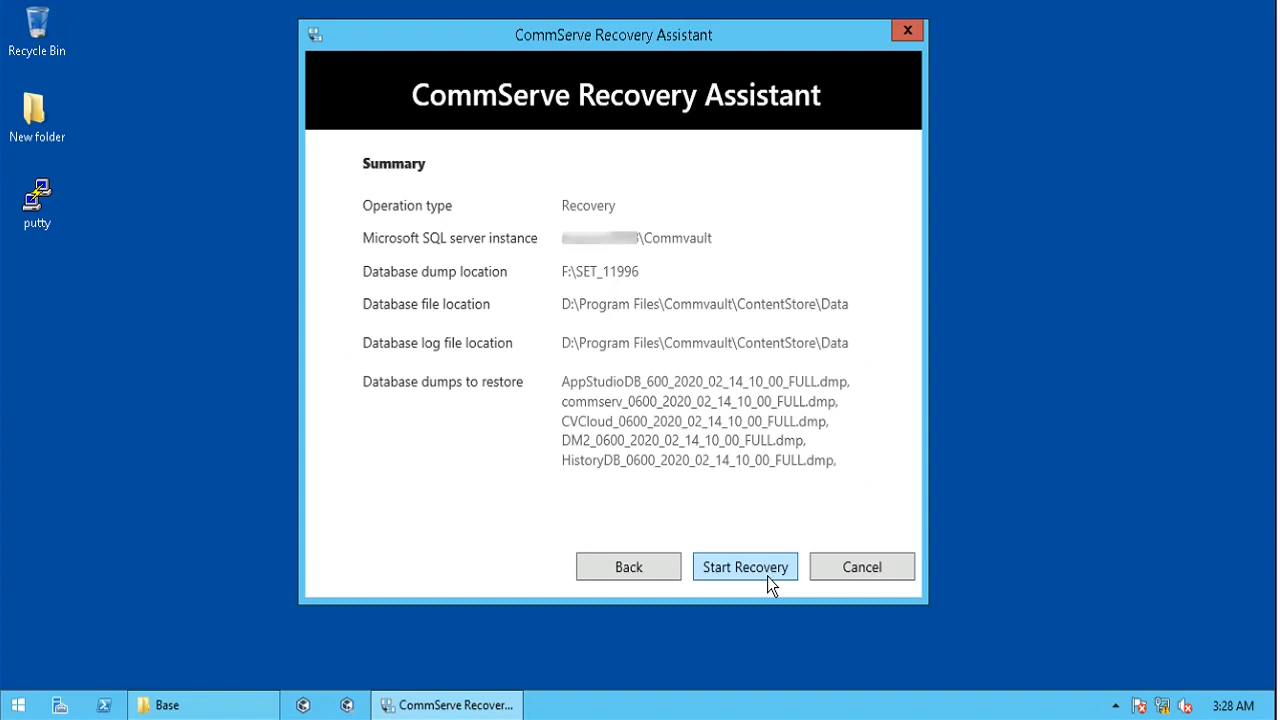 Recycle Bin
New folder
putty
CommServe Recovery Assistant
x
CommServe Recovery Assistant
Summary
Operation type Recovery
Microsoft SQL server instance \Commvault
Database dump location F:\SET_11996
Database file location D:\Program Files\Commvault\ContentStore\Data
Database log file location D:\Program Files\Commvault\ContentStore\Data
Database dumps to restore AppStudioDB_600_2020_02_14_10_00_FULL.dmp,
commserv_0600_2020_02_14_10_00_FULL.dmp,
CVCloud_0600_2020_02_14_10_00_FULL.dmp,
DM2_0600_2020_02_14_10_00_FULL.dmp,
HistoryDB_0600_2020_02_14_10_00_FULL.dmp,
Back Start Recovery Cancel
Base CommServe Recover... 3:28 AM